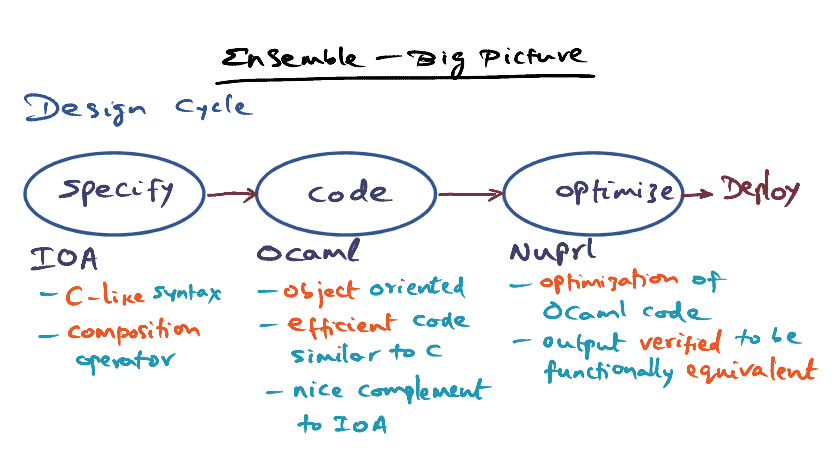 Ensemble - Big Picture
Design Cycle
Specify
code
optimize
Deploy
IOA
- C-like syntax
- composition
operator
Ocaml
- object oriented
- efficient code
similar to C
- nice complement
to IOA
Nuprl
- optimization of
OCaml code
- output verified to be
functionally equivalent